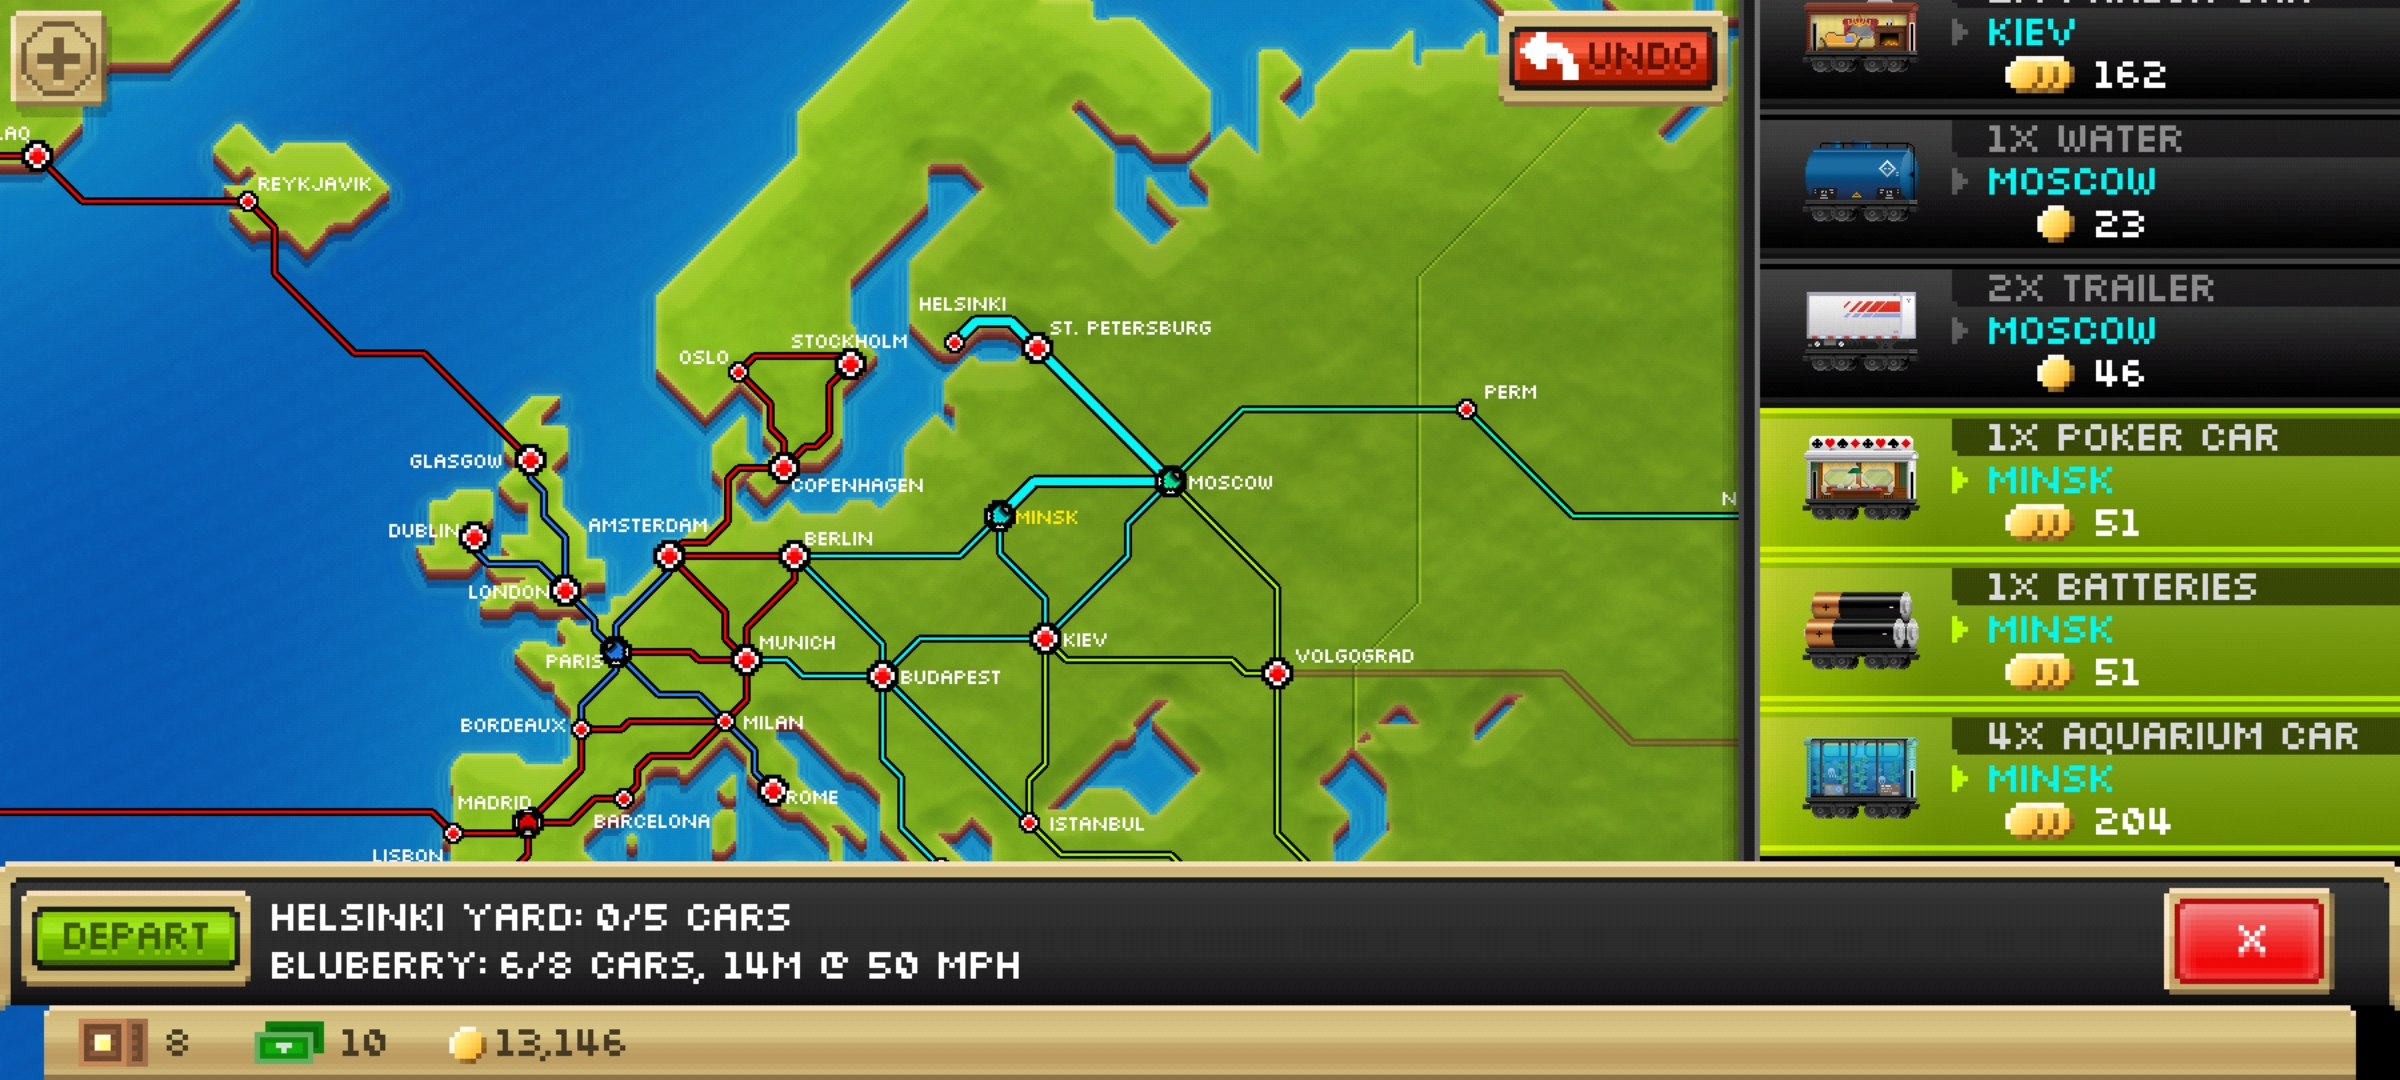 UNDO
LAQ
REYKJAVIK
HELSINKI
ST. PETERSBURG
STOCKHOLM
OSLO
PERM
GLASGOW
COPENHAGEN
MOSCOW
N
DUBLIN
AMSTERDAM
MINSK
BERLIN
LONDON
MUNICH
KIEV
PARIS
VOLGOGRAD
BUDAPEST
BORDEAUX
MILAN
MADRID
ROME
BARCELONA
ISTANBUL
LISBON
KIEV
162
1X WATER
MOSCOW
23
2X TRAILER
MOSCOW
46
1X POKER CAR
MINSK
51
1X BATTERIES
MINSK
51
4X AQUARIUM CAR
MINSK
204
DEPART
HELSINKI YARD: 0/5 CARS
BLUBERRY: 6/8 CARS, 14M @ 50 MPH
X
8
10
13,146